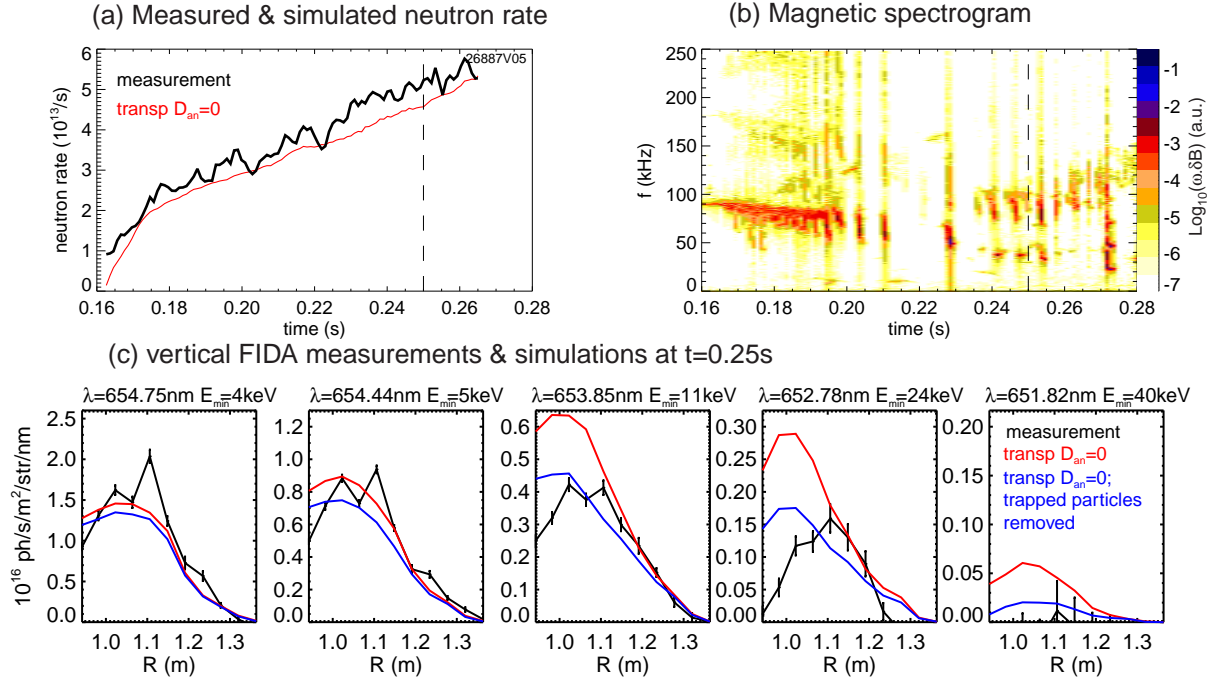 (a) Measured & simulated neutron rate
26887V05
measurement
transp D_an=0
neutron rate (10^13/s)
6
5
4
3
2
1
0
0.16 0.18 0.20 0.22 0.24 0.26 0.28
time (s)
(b) Magnetic spectrogram
f (kHz)
250
200
150
100
50
0
0.16 0.18 0.20 0.22 0.24 0.26 0.28
time (s)
-1
-2
-3
-4
-5
-6
-7
Log_10(ω.δB) (a.u.)
(c) vertical FIDA measurements & simulations at t=0.25s
10^16 ph/s/m^2/str/nm
λ=654.75nm E_min=4keV
2.5
2.0
1.5
1.0
0.5
0.0
1.0 1.1 1.2 1.3
R (m)
λ=654.44nm E_min=5keV
1.2
1.0
0.8
0.6
0.4
0.2
0.0
1.0 1.1 1.2 1.3
R (m)
λ=653.85nm E_min=11keV
0.6
0.5
0.4
0.3
0.2
0.1
0.0
1.0 1.1 1.2 1.3
R (m)
λ=652.78nm E_min=24keV
0.30
0.25
0.20
0.15
0.10
0.05
0.00
1.0 1.1 1.2 1.3
R (m)
λ=651.82nm E_min=40keV
0.20
0.15
0.10
0.05
0.00
measurement
transp D_an=0
transp D_an=0;
trapped particles
removed
1.0 1.1 1.2 1.3
R (m)